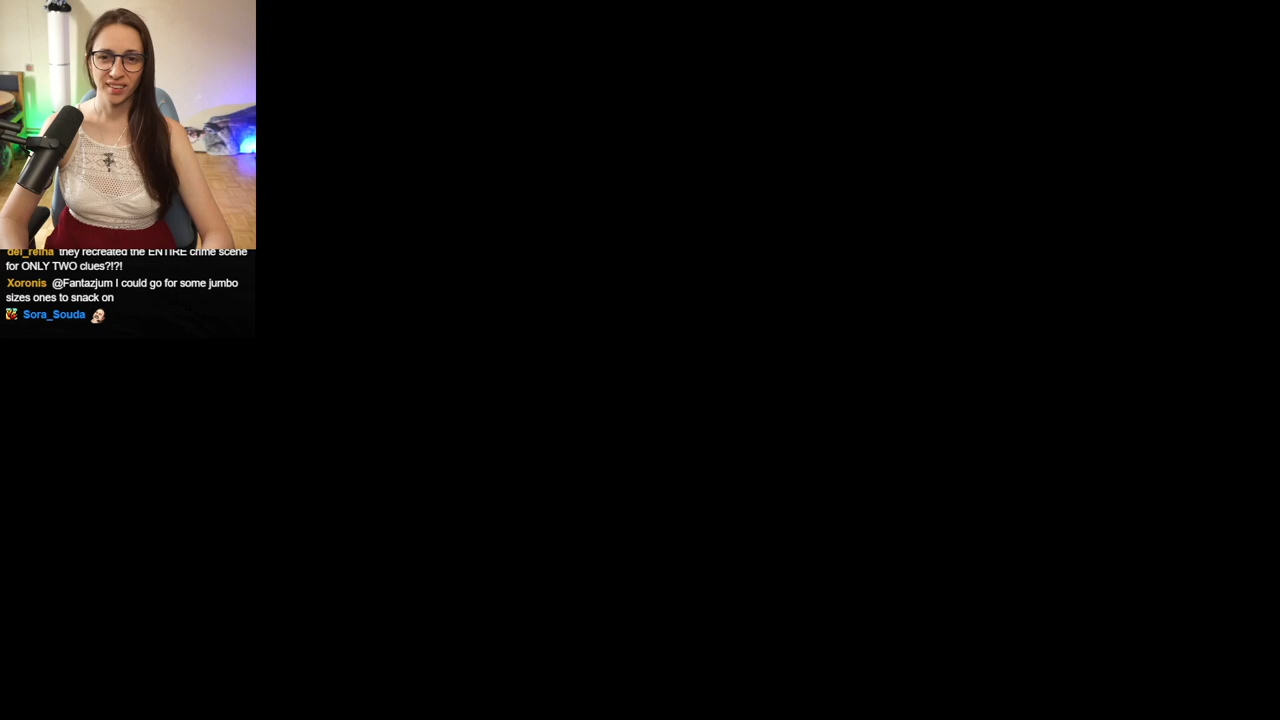 del_reina they recreated the ENTIRE crime scene
for ONLY TWO clues?!?!
Xoronis @Fantazjum I could go for some jumbo
sizes ones to snack on
Sora_Souda